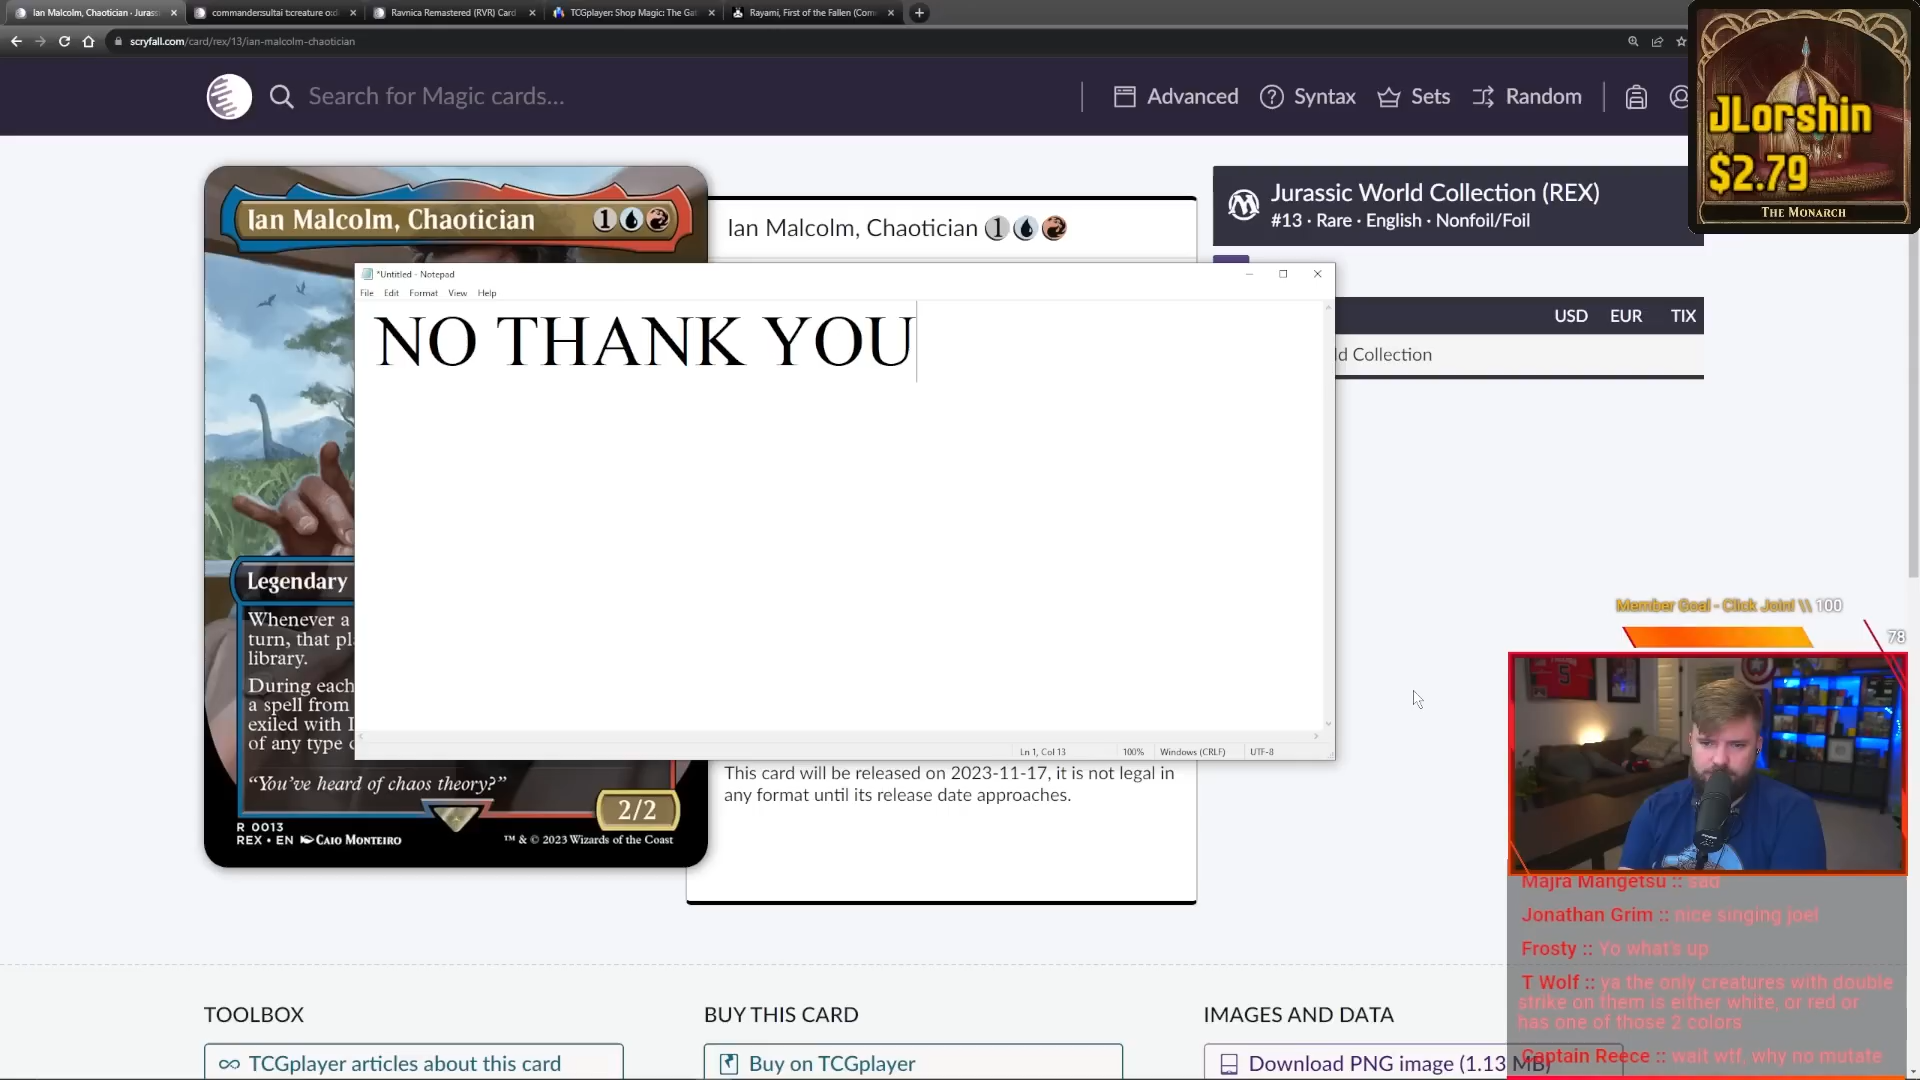 Ian Malcolm, Chaotician · Jurass
commander:sultai t:creature o:d
Ravnica Remastered (RVR) Card
TCGplayer: Shop Magic: The Ga
Rayami, First of the Fallen (Com
scryfall.com/card/rex/13/ian-malcolm-chaotician
Search for Magic cards...
Advanced
Syntax
Sets
Random
JLorshin
$2.79
THE MONARCH
Ian Malcolm, Chaotician 1
Ian Malcolm, Chaotician 1
Jurassic World Collection (REX)
#13 · Rare · English · Nonfoil/Foil
USD EUR TIX
ld Collection
*Untitled - Notepad
File Edit Format View Help
NO THANK YOU
Ln 1, Col 13
100%
Windows (CRLF)
UTF-8
Legendary
Whenever a
turn, that pl
library.
During each
a spell from
exiled with I
of any type
“You’ve heard of chaos theory?”
2/2
R 0013
REX • EN CAIO MONTEIRO
™ & © 2023 Wizards of the Coast
This card will be released on 2023-11-17, it is not legal in
any format until its release date approaches.
Member Goal - Click Join! \\ 100
78
Majra Mangetsu :: sad
Jonathan Grim :: nice singing joel
Frosty :: Yo what's up
T Wolf :: ya the only creatures with double
strike on them is either white, or red or
has one of those 2 colors
Captain Reece :: wait wtf, why no mutate
TOOLBOX
TCGplayer articles about this card
BUY THIS CARD
Buy on TCGplayer
IMAGES AND DATA
Download PNG image (1.13 MB)